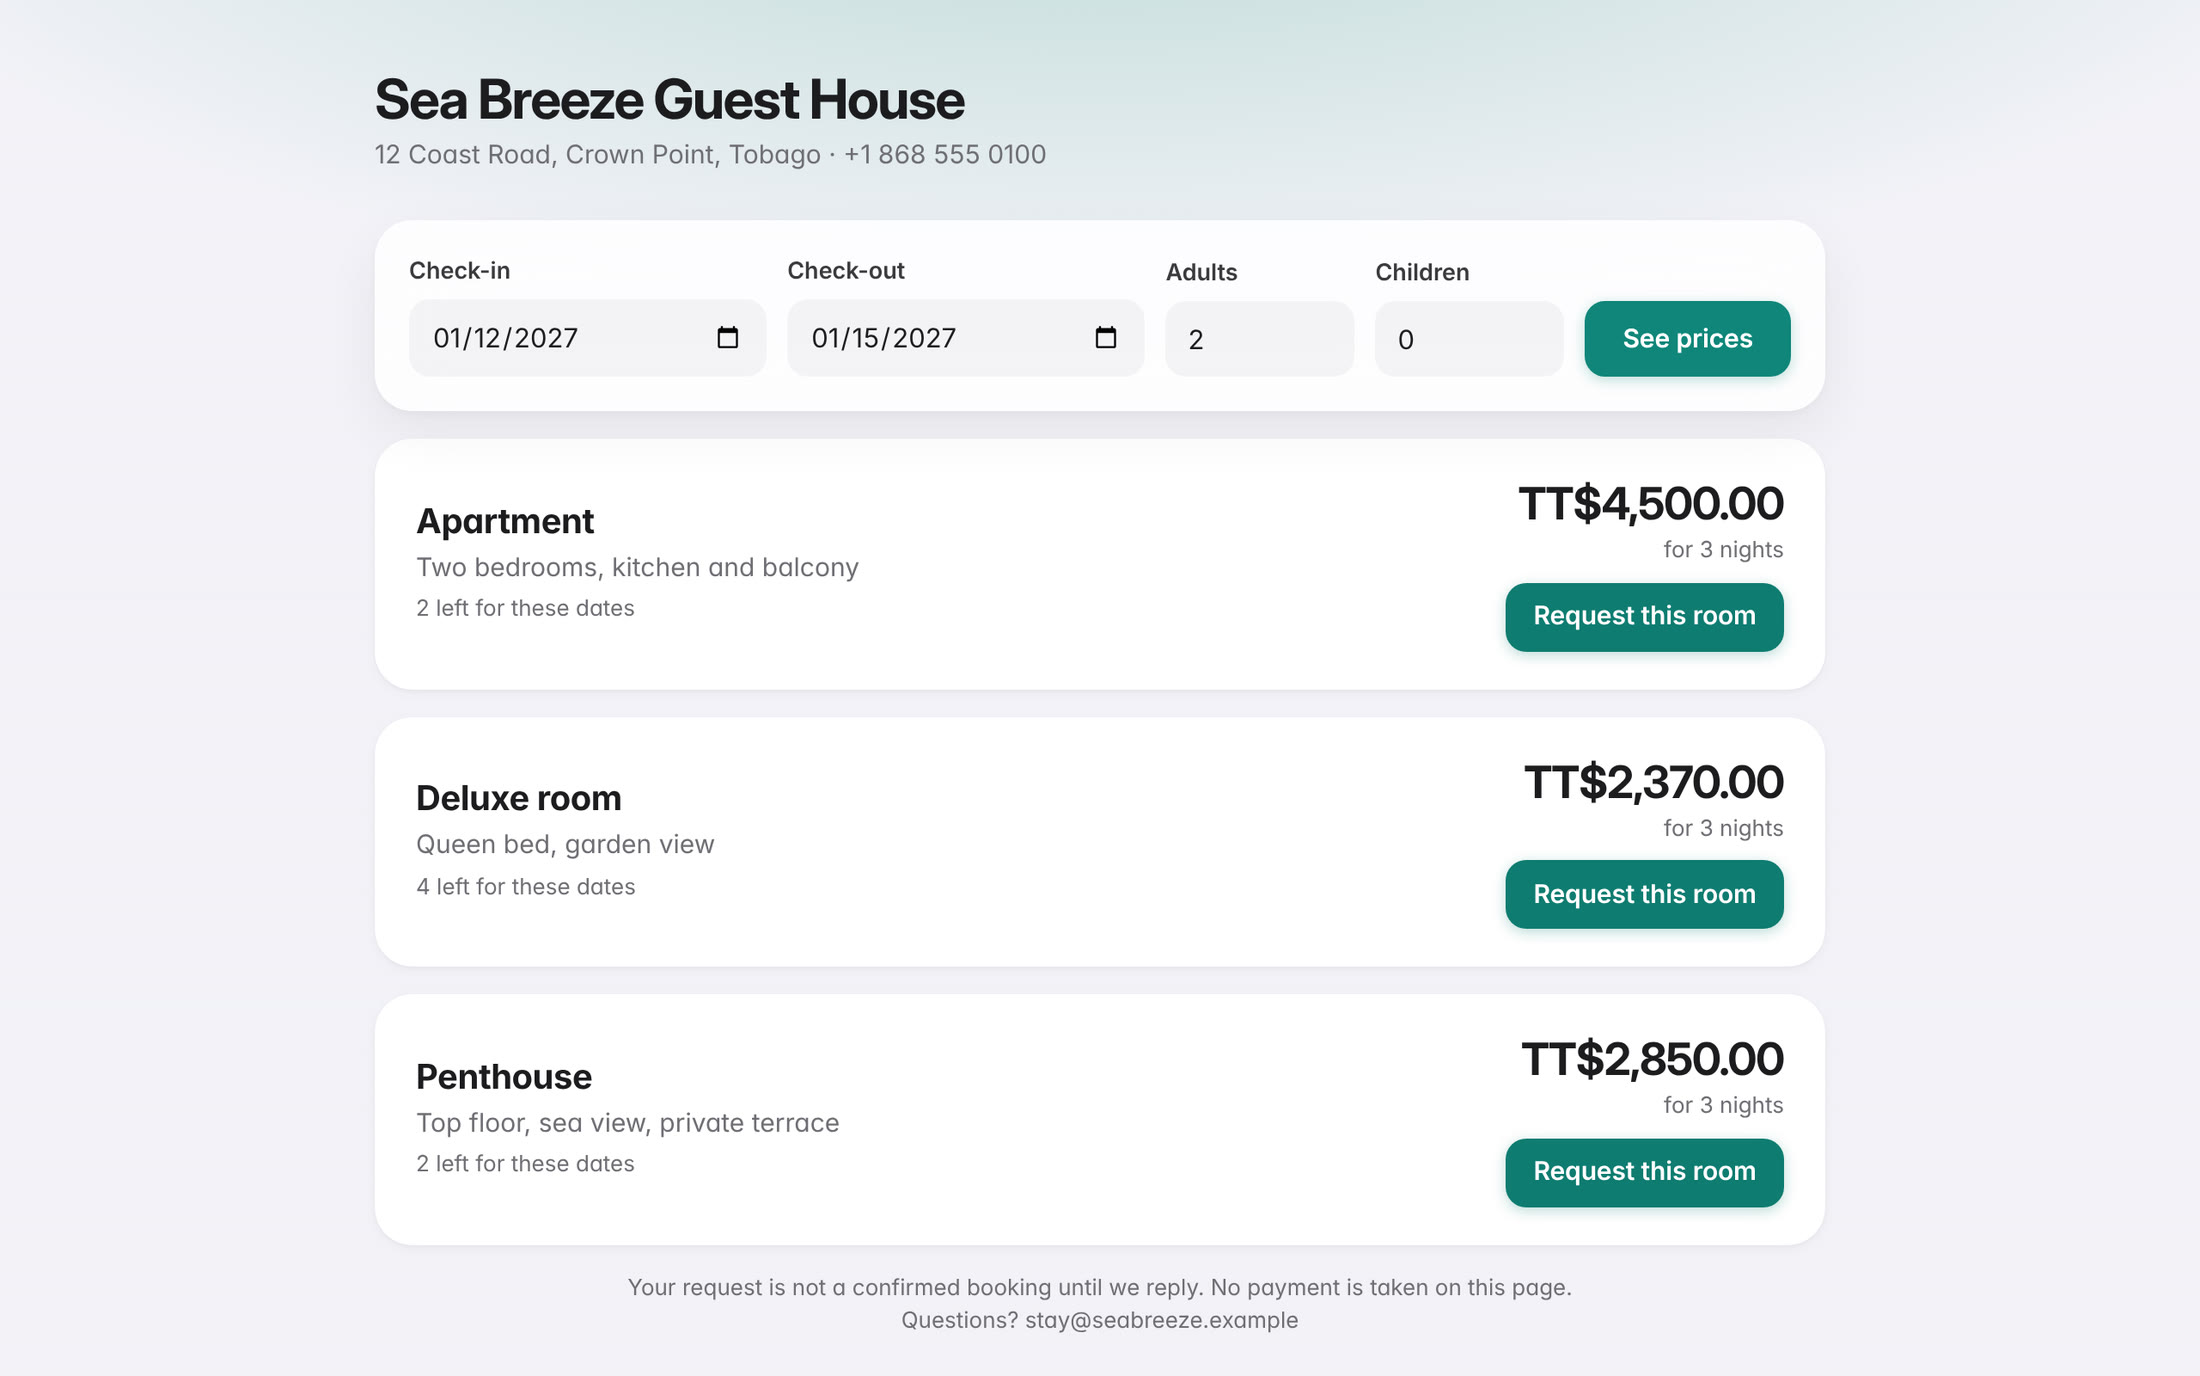 Sea Breeze Guest House
12 Coast Road, Crown Point, Tobago · +1 868 555 0100
Check-in Check-out Adults Children
01/12/2027 01/15/2027 2 0 See prices
Apartment
Two bedrooms, kitchen and balcony
2 left for these dates
TT$4,500.00
for 3 nights
Request this room
Deluxe room
Queen bed, garden view
4 left for these dates
TT$2,370.00
for 3 nights
Request this room
Penthouse
Top floor, sea view, private terrace
2 left for these dates
TT$2,850.00
for 3 nights
Request this room
Your request is not a confirmed booking until we reply. No payment is taken on this page.
Questions? stay@seabreeze.example